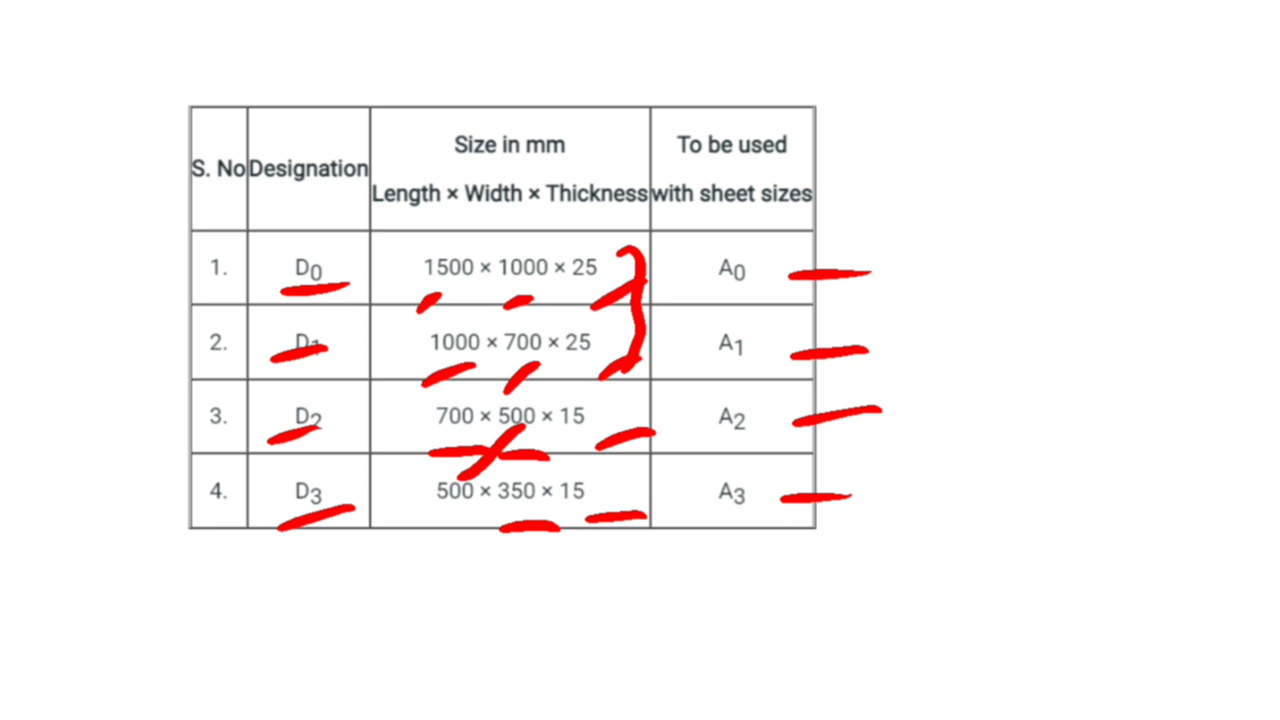 S. No Designation Size in mm Length × Width × Thickness To be used with sheet sizes
1. D0 1500 × 1000 × 25 A0
2. D1 1000 × 700 × 25 A1
3. D2 700 × 500 × 15 A2
4. D3 500 × 350 × 15 A3